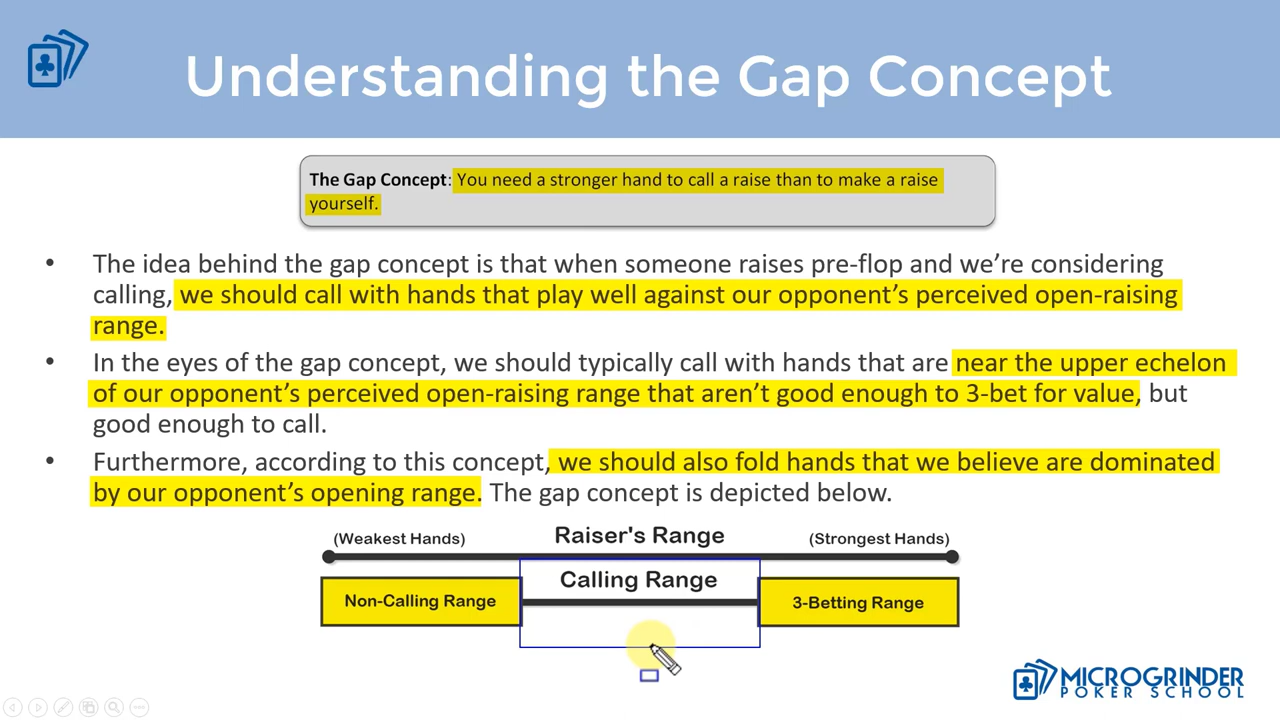 Understanding the Gap Concept
The Gap Concept: You need a stronger hand to call a raise than to make a raise
yourself.
• The idea behind the gap concept is that when someone raises pre-flop and we’re considering
calling, we should call with hands that play well against our opponent’s perceived open-raising
range.
• In the eyes of the gap concept, we should typically call with hands that are near the upper echelon
of our opponent’s perceived open-raising range that aren’t good enough to 3-bet for value, but
good enough to call.
• Furthermore, according to this concept, we should also fold hands that we believe are dominated
by our opponent’s opening range. The gap concept is depicted below.
(Weakest Hands) Raiser's Range (Strongest Hands)
Calling Range
Non-Calling Range 3-Betting Range
MICROGRINDER
POKER SCHOOL